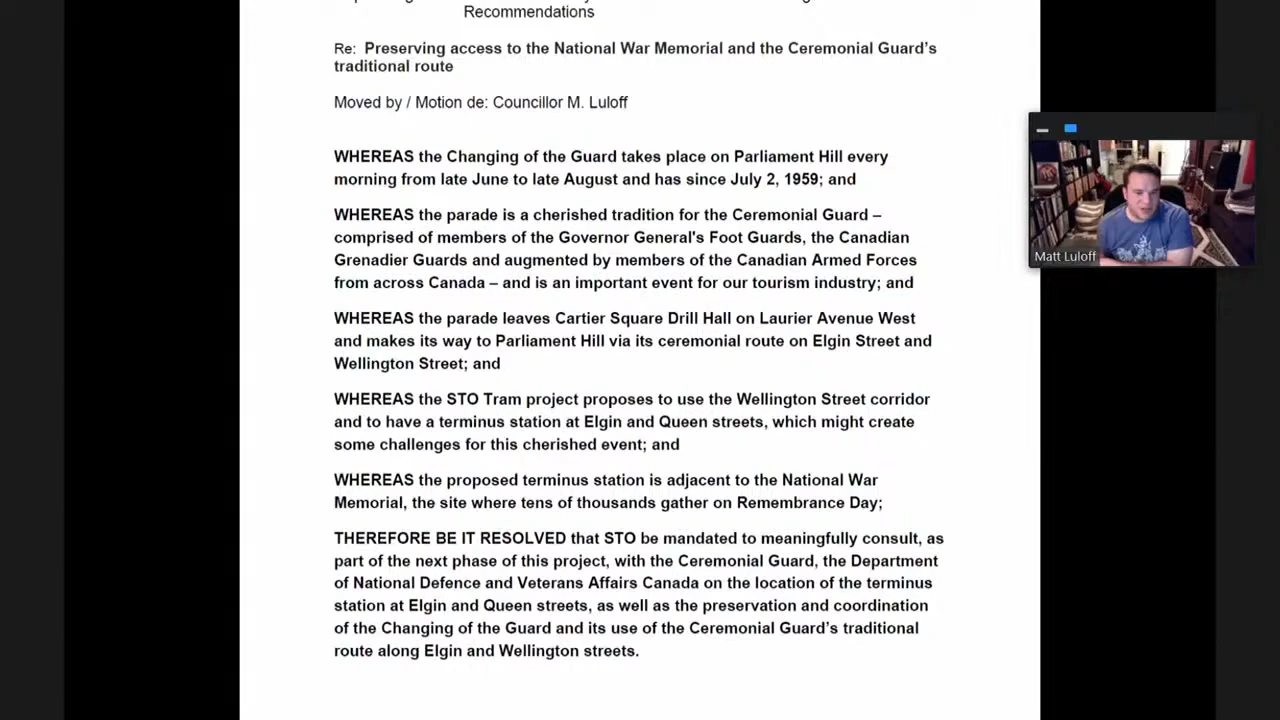 Recommendations
Re: Preserving access to the National War Memorial and the Ceremonial Guard’s
traditional route
Moved by / Motion de: Councillor M. Luloff
WHEREAS the Changing of the Guard takes place on Parliament Hill every
morning from late June to late August and has since July 2, 1959; and
WHEREAS the parade is a cherished tradition for the Ceremonial Guard –
comprised of members of the Governor General's Foot Guards, the Canadian
Grenadier Guards and augmented by members of the Canadian Armed Forces
from across Canada – and is an important event for our tourism industry; and
WHEREAS the parade leaves Cartier Square Drill Hall on Laurier Avenue West
and makes its way to Parliament Hill via its ceremonial route on Elgin Street and
Wellington Street; and
WHEREAS the STO Tram project proposes to use the Wellington Street corridor
and to have a terminus station at Elgin and Queen streets, which might create
some challenges for this cherished event; and
WHEREAS the proposed terminus station is adjacent to the National War
Memorial, the site where tens of thousands gather on Remembrance Day;
THEREFORE BE IT RESOLVED that STO be mandated to meaningfully consult, as
part of the next phase of this project, with the Ceremonial Guard, the Department
of National Defence and Veterans Affairs Canada on the location of the terminus
station at Elgin and Queen streets, as well as the preservation and coordination
of the Changing of the Guard and its use of the Ceremonial Guard’s traditional
route along Elgin and Wellington streets.
Matt Luloff